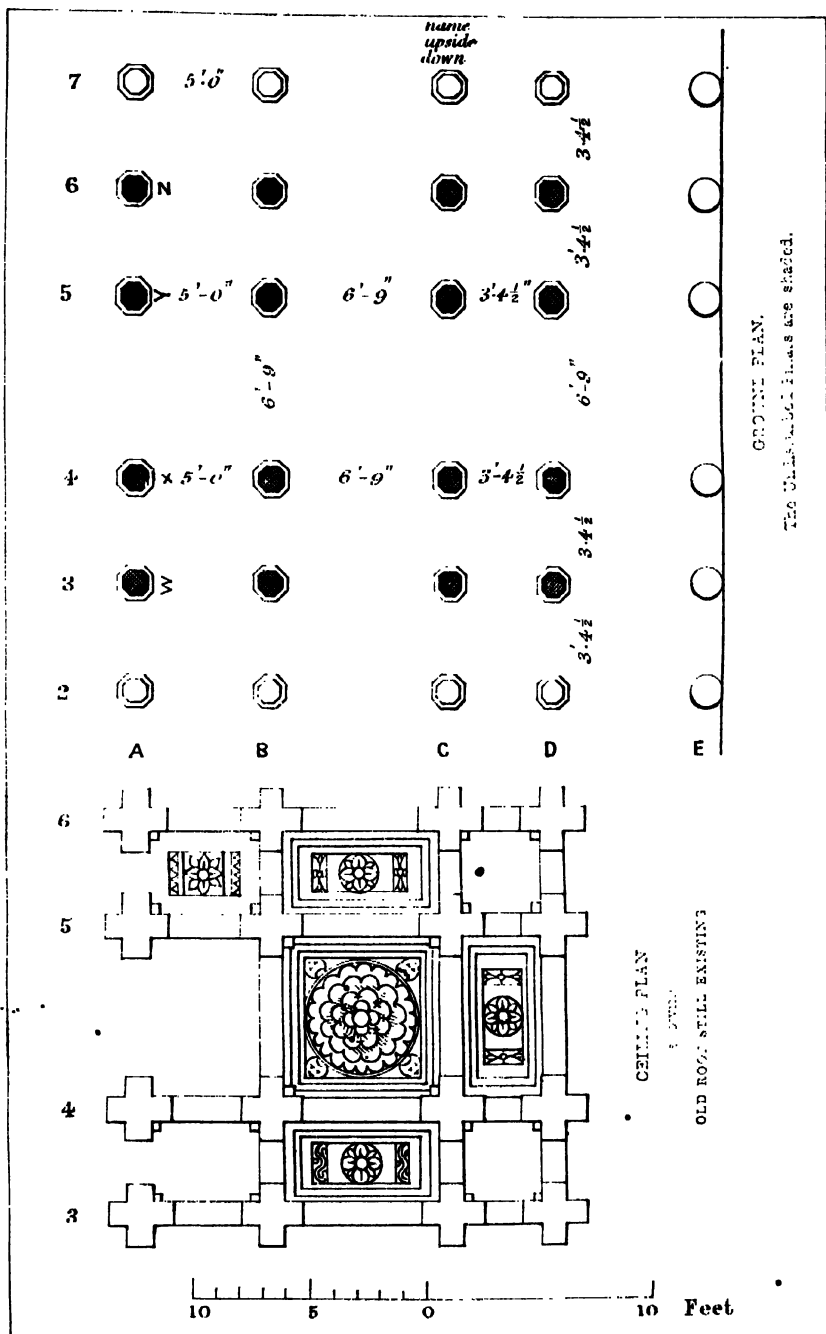 name
upside
down
7 5'-0"
3'4½
6 N
3'4½
5 Y 5'-0" 6'-9" 3'4½"
6'-9" 6'-9"
4 X 5'-0" 6'-9" 3'-4½
3'4½
3 W
3'4½
2
A B C D E
GROUND PLAN.
The are shaded.
6
5
4
3
CEILING PLAN
OLD ROOF STILL EXISTING
10 5 0 10 Feet